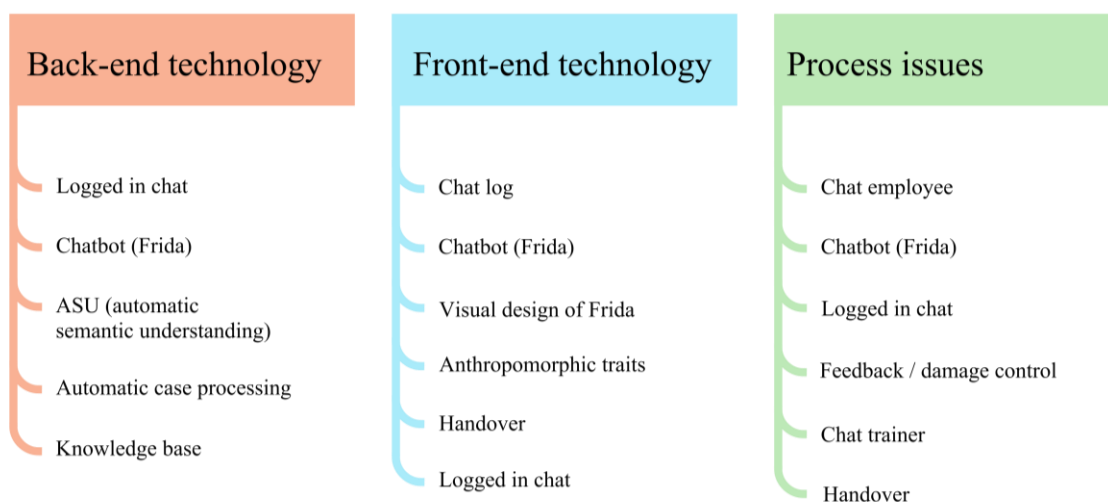 Back-end technology
Logged in chat
Chatbot (Frida)
ASU (automatic
semantic understanding)
Automatic case processing
Knowledge base
Front-end technology
Chat log
Chatbot (Frida)
Visual design of Frida
Anthropomorphic traits
Handover
Logged in chat
Process issues
Chat employee
Chatbot (Frida)
Logged in chat
Feedback / damage control
Chat trainer
Handover